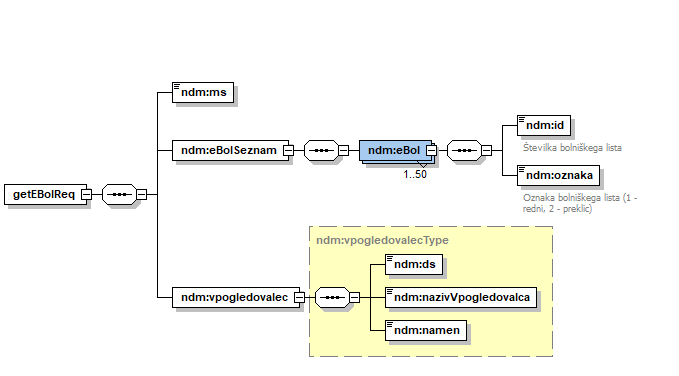 ndm:ms
ndm:eBolSeznam
ndm:eBol
1..50
ndm:id
Številka bolniškega lista
ndm:oznaka
Oznaka bolniškega lista (1 -
redni, 2 - preklic)
getEBolReq
ndm:vpogledovalecType
ndm:ds
ndm:vpogledovalec
ndm:nazivVpogledovalca
ndm:namen